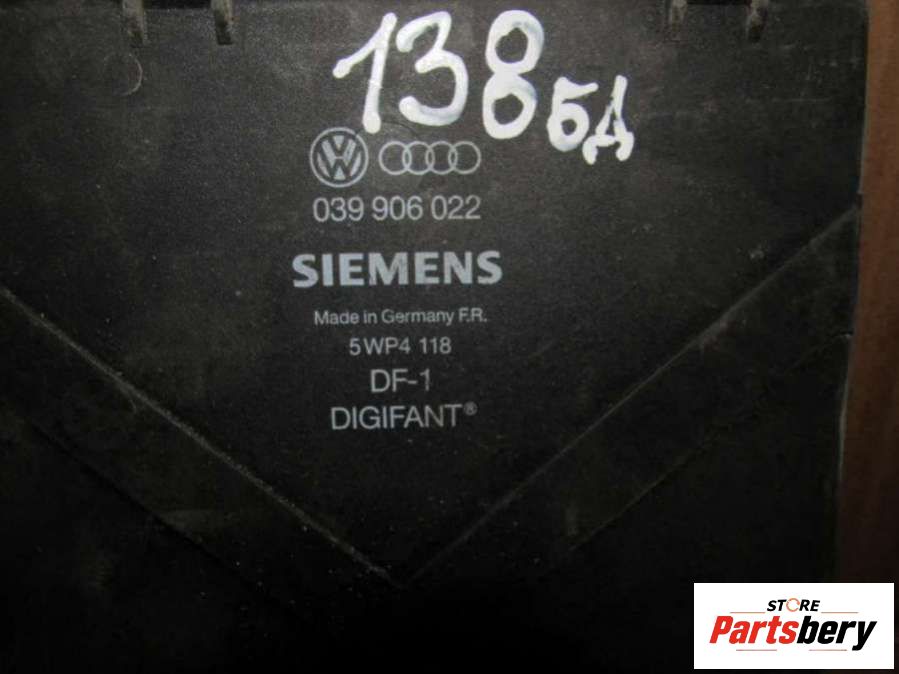 138 БД
039 906 022
SIEMENS
Made in Germany F.R.
5WP4 118
DF-1
DIGIFANT®
STORE
Partsbery